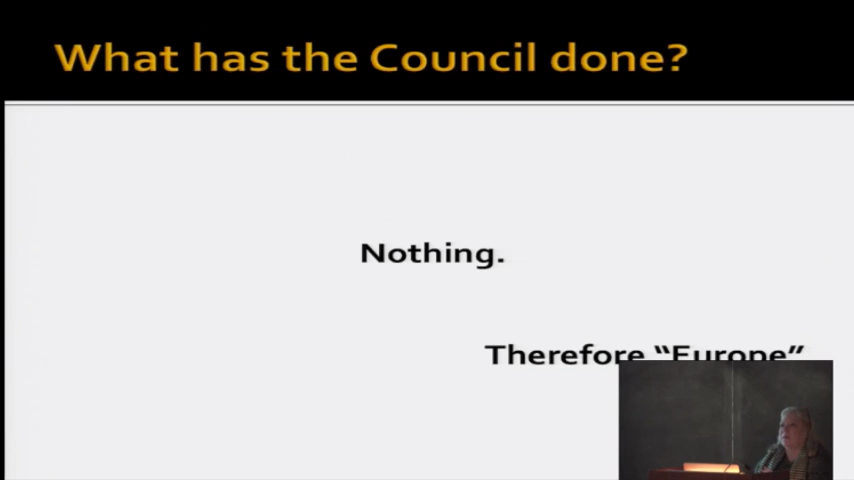 What has the Council done?
Nothing.
Therefore “Europe”